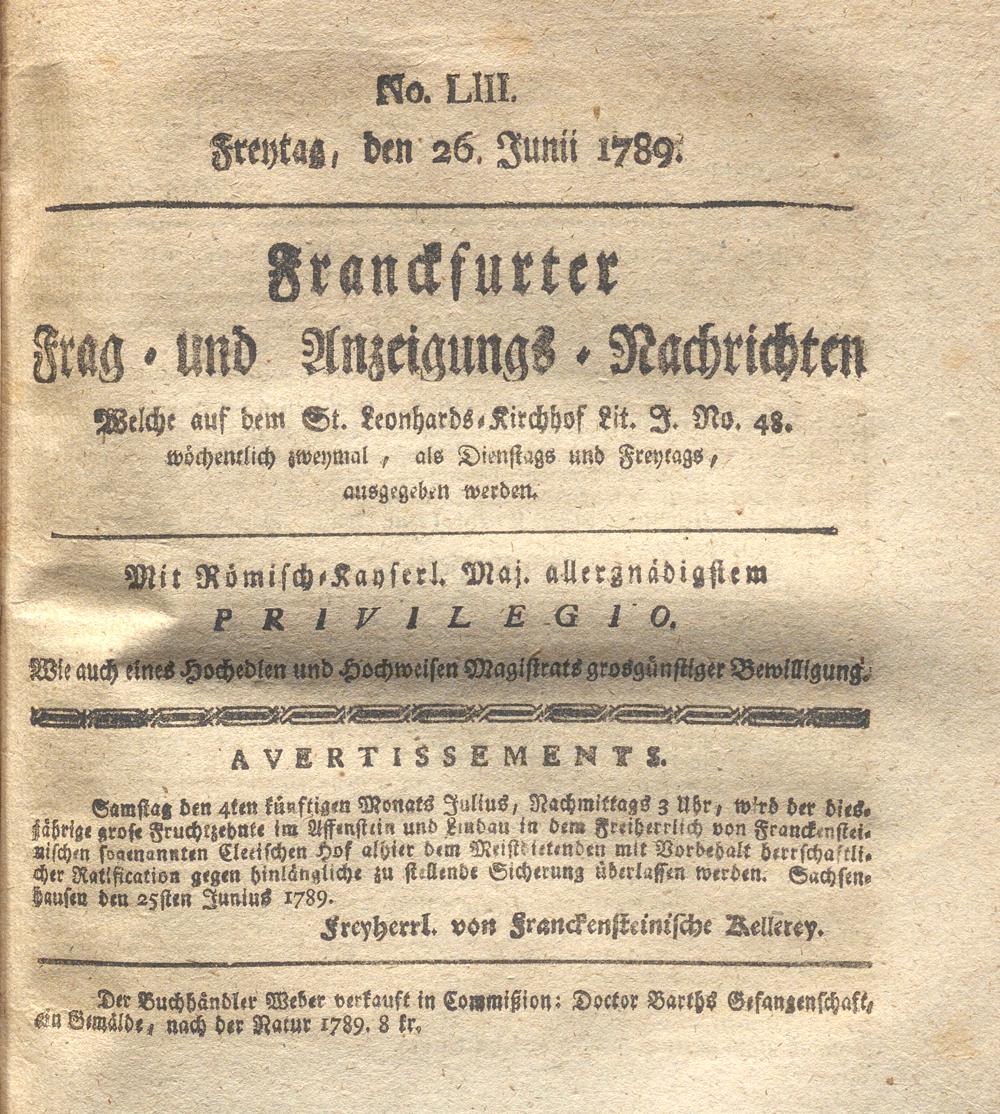 No. LIII.
Freytag, den 26. Junii 1789.
Franckfurter
Frag- und Anzeigungs-Nachrichten
Welche auf dem St. Leonhards-Kirchhof Lit. J. No. 48.
wöchentlich zweymal, als Dienstags und Freytags,
ausgegeben werden.
Mit Römisch-Kayserl. Maj. allergnädigstem
PRIVILEGIO.
Wie auch eines Hochedlen und Hochweisen Magistrats grosgünstiger Bewilligung.
AVERTISSEMENTS.
Samstag den 4ten künftigen Monats Julius, Nachmittags 3 Uhr, wird der dies-
jährige grose Fruchtzehnte im Affenstein und Lindau in dem Freiherrlich von Franckenstei-
nischen sogenannten Cleeischen Hof alhier dem Meistbietenden mit Vorbehalt herrschaftli-
cher Ratification gegen hinlängliche zu stellende Sicherung überlassen werden. Sachsen-
hausen den 25sten Junius 1789.
Freyherrl. von Franckensteinische Kellerey.
Der Buchhändler Weber verkauft in Commißion: Doctor Barths Gefangenschaft,
ein Gemälde, nach der Natur 1789. 8 kr.